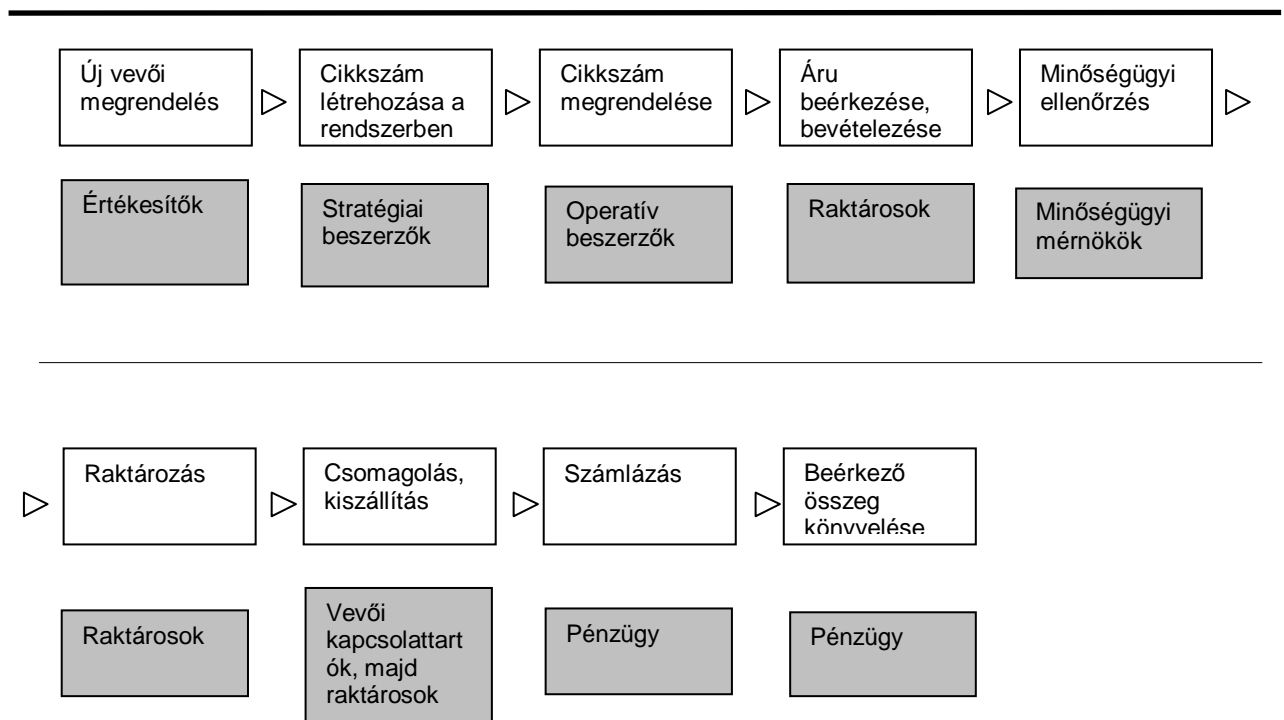 Új vevői
megrendelés
Cikkszám
létrehozása a
rendszerben
Cikkszám
megrendelése
Áru
beérkezése,
bevételezése
Minőségügyi
ellenőrzés
Értékesítők
Stratégiai
beszerzők
Operatív
beszerzők
Raktárosok
Minőségügyi
mérnökök
Raktározás
Csomagolás,
kiszállítás
Számlázás
Beérkező
összeg
könyvelése
Raktárosok
Vevői
kapcsolattart
ók, majd
raktárosok
Pénzügy
Pénzügy